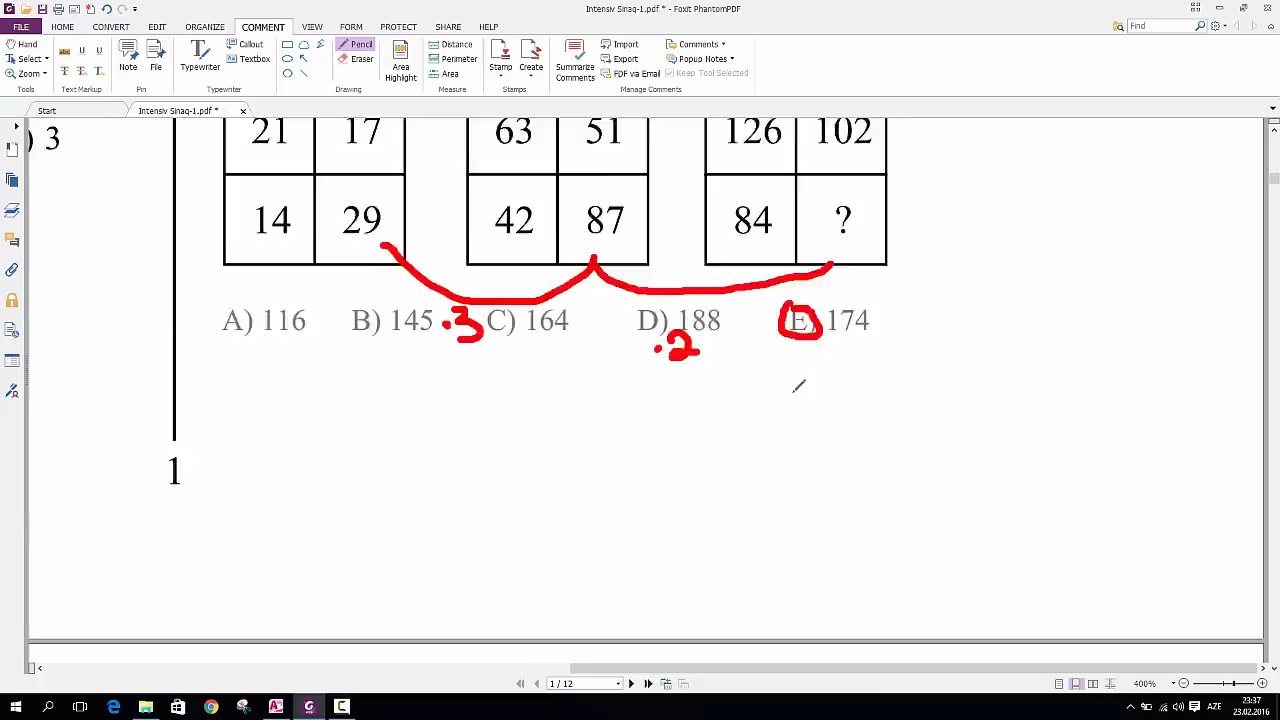 Intensiv Sinaq-1.pdf * - Foxit PhantomPDF
FILE HOME CONVERT EDIT ORGANIZE COMMENT VIEW FORM PROTECT SHARE HELP
Find
Hand
Select
Zoom
Tools
Text Markup
Note
File
Pin
Typewriter
Callout
Textbox
Typewriter
Pencil
Eraser
Drawing
Area Highlight
Distance
Perimeter
Area
Measure
Stamp
Create
Stamps
Summarize Comments
Import
Export
FDF via Email
Comments
Popup Notes
Keep Tool Selected
Manage Comments
Start
Intensiv Sinaq-1.pdf *
) 3
21 17 63 51 126 102
14 29 42 87 84 ?
A) 116 B) 145 C) 164 D) 188 E) 174
.3
.2
1
1 / 12
400%
AZE
23:37
23.02.2016